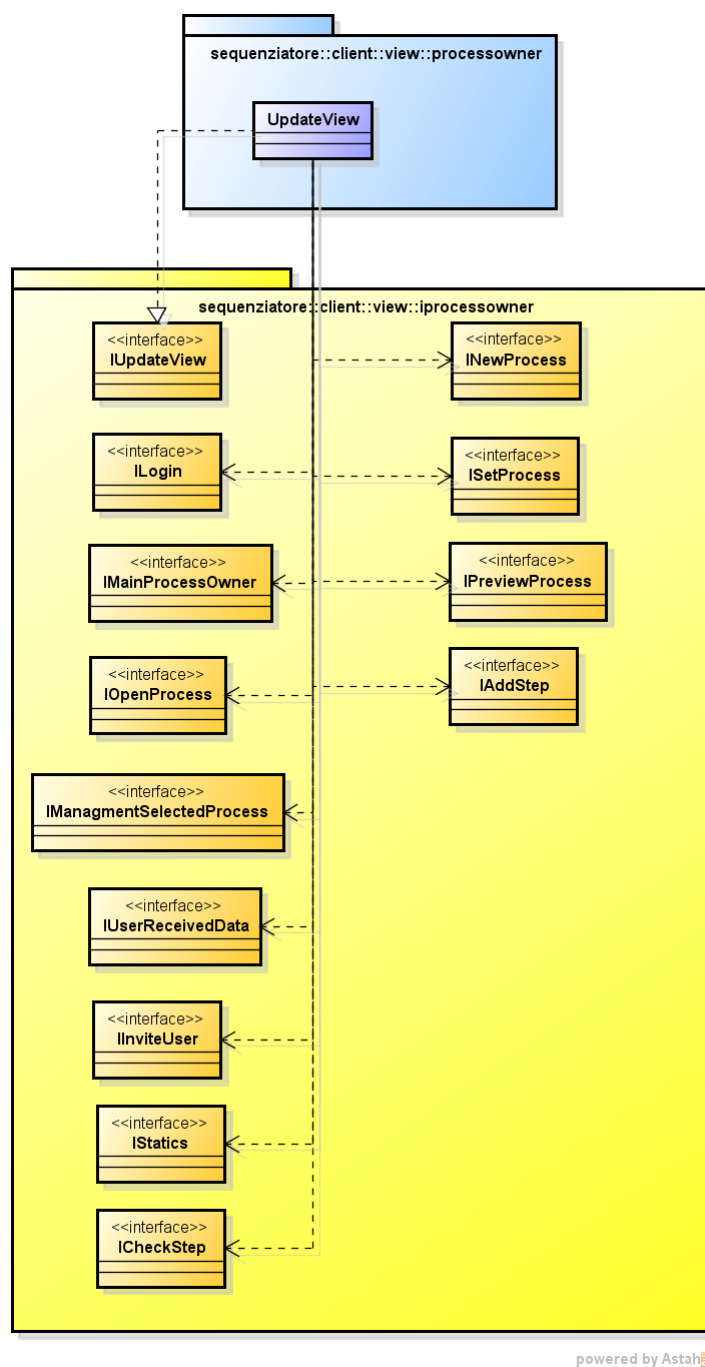 sequenziatore::client::view::processowner
UpdateView
sequenziatore::client::view::iprocessowner
<<interface>>
IUpdateView
<<interface>>
INewProcess
<<interface>>
ILogin
<<interface>>
ISetProcess
<<interface>>
IMainProcessOwner
<<interface>>
IPreviewProcess
<<interface>>
IOpenProcess
<<interface>>
IAddStep
<<interface>>
IManagmentSelectedProcess
<<interface>>
IUserReceivedData
<<interface>>
IInviteUser
<<interface>>
IStatics
<<interface>>
ICheckStep
powered by Astah